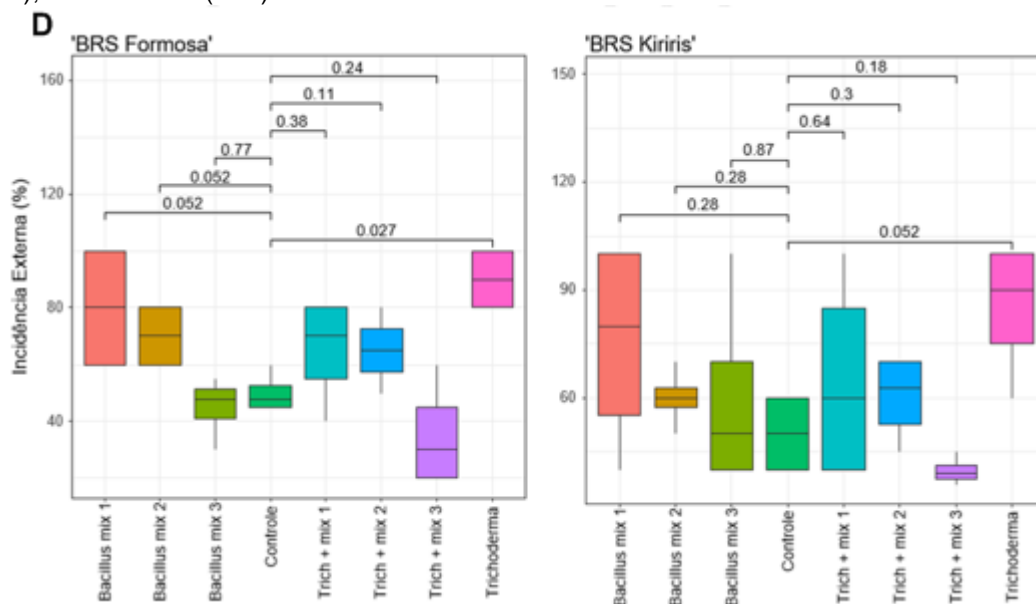 D
'BRS Formosa'
Incidência Externa (%)
160
120
80
40
0.24
0.11
0.38
0.77
0.052
0.052
0.027
Bacillus mix 1
Bacillus mix 2
Bacillus mix 3
Controle
Trich + mix 1
Trich + mix 2
Trich + mix 3
Trichoderma
'BRS Kiriris'
150
120
90
60
0.18
0.3
0.64
0.87
0.28
0.28
0.052
Bacillus mix 1
Bacillus mix 2
Bacillus mix 3
Controle
Trich + mix 1
Trich + mix 2
Trich + mix 3
Trichoderma